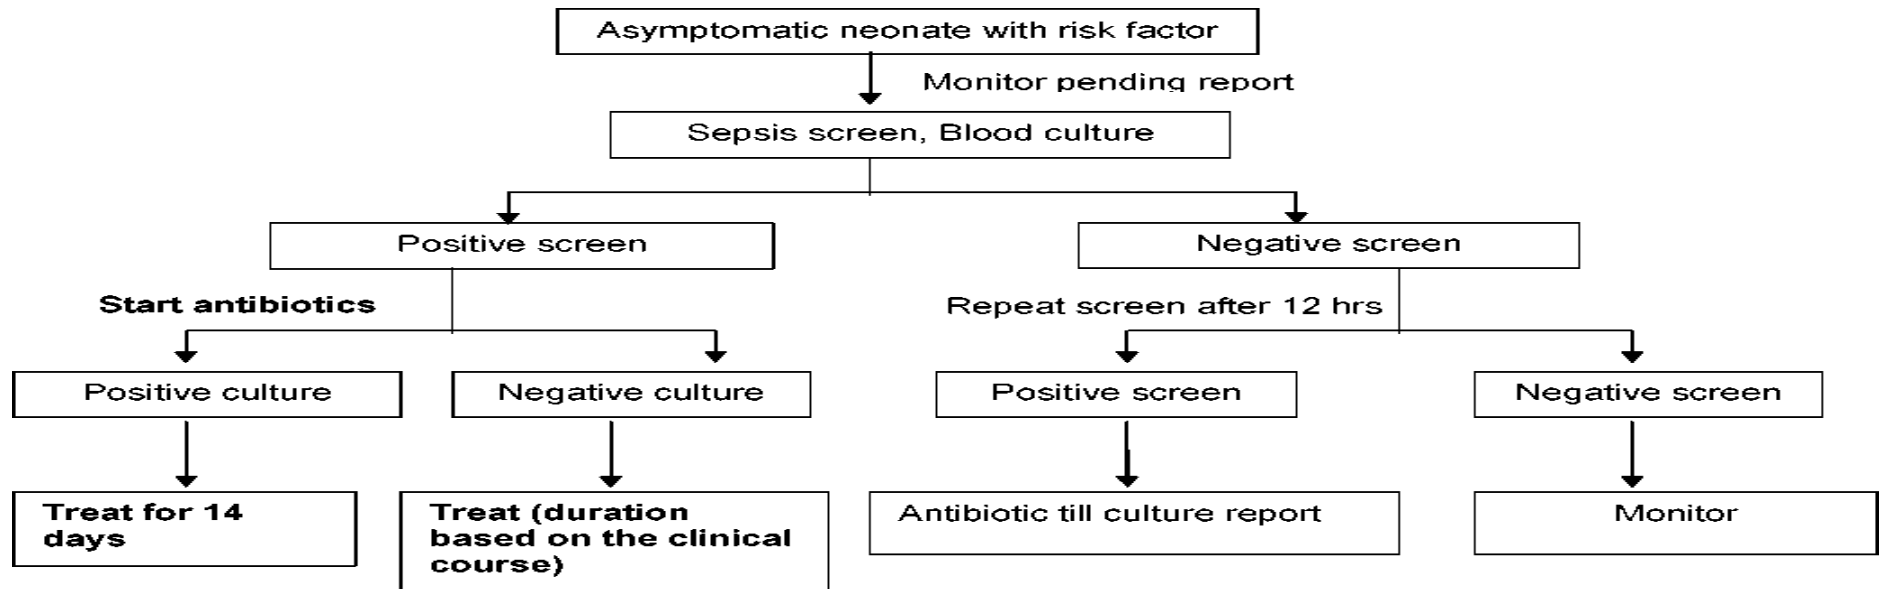 Asymptomatic neonate with risk factor
Monitor pending report
Sepsis screen, Blood culture
Positive screen
Negative screen
Start antibiotics
Repeat screen after 12 hrs
Positive culture
Negative culture
Positive screen
Negative screen
Treat for 14
days
Treat (duration
based on the clinical
course)
Antibiotic till culture report
Monitor